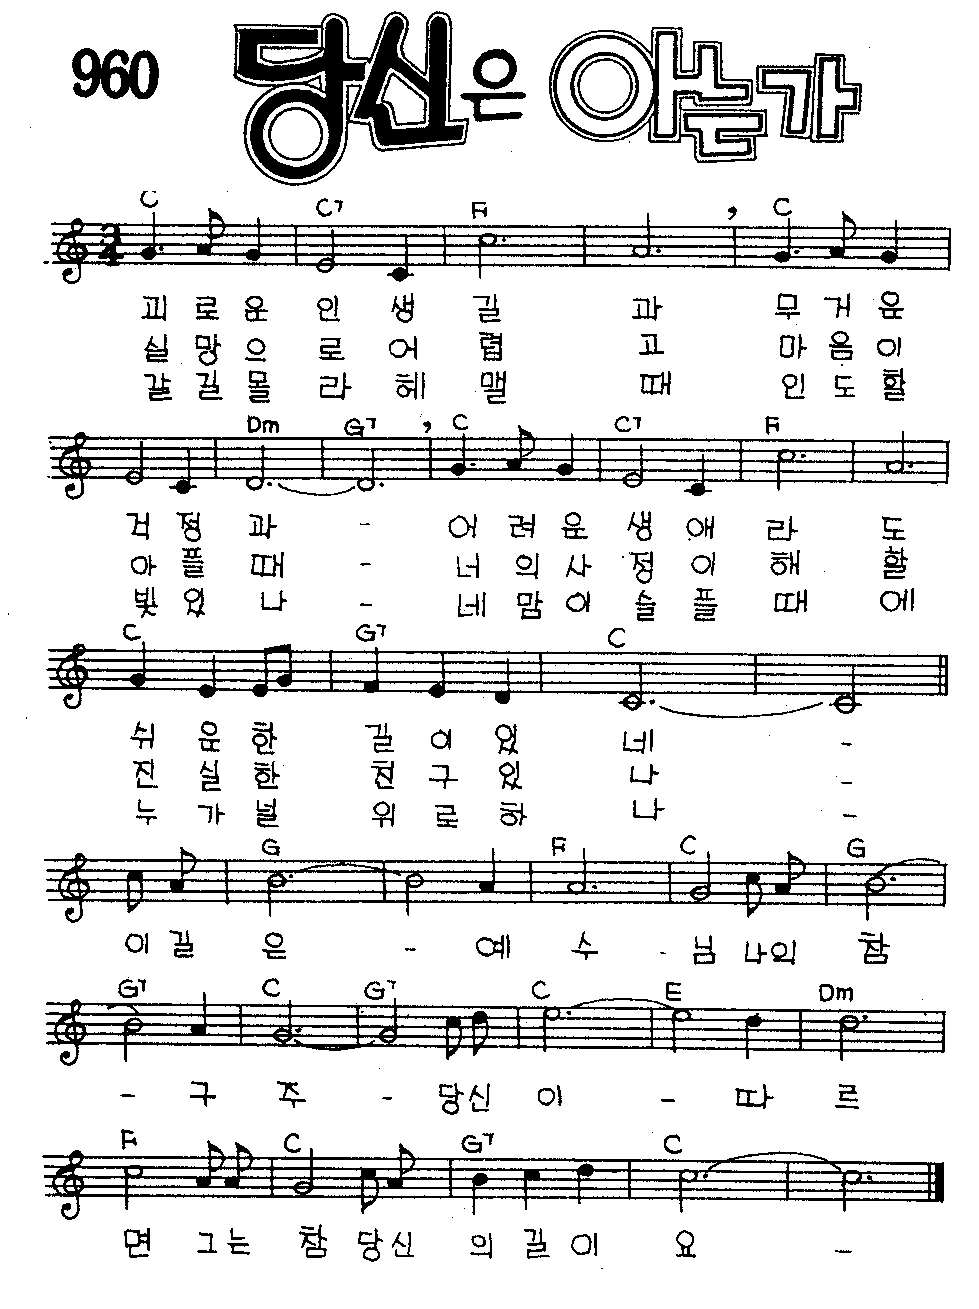 960 당신은 아는가
C C7 F C
괴로운 인생길과 무거운
실망으로 어렵고 마음이
갈길몰라 헤맬때 인도할
Dm G7 C C7 F
걱정과 - 어려운 생애라도
아플때 - 너의사정이해할
빛있나 - 네맘이 슬플때에
C G7 C
쉬운한 길이있네 -
진실한 친구있나 -
누가널 위로하나 -
G F C G
이길은 - 예수 - 님나의 참
G7 C G7 C E Dm
- 구주 - 당신이 - 따르
F C G7 C
면 그는 참당신의길이요 -